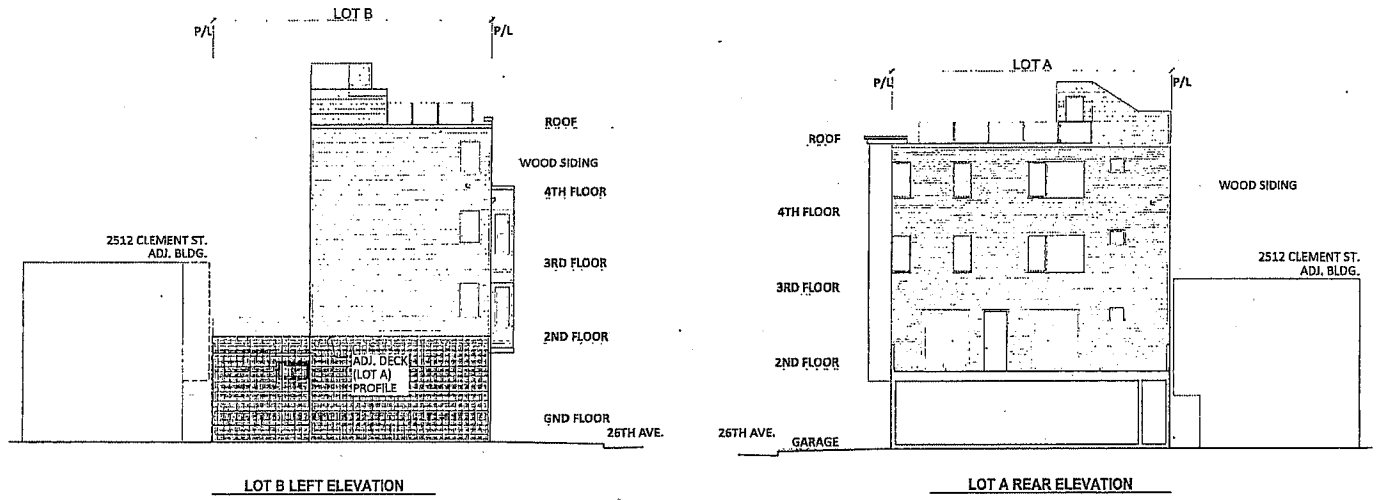 LOT B
P/L
P/L
ROOF
WOOD SIDING
4TH FLOOR
2512 CLEMENT ST.
ADJ. BLDG.
3RD FLOOR
2ND FLOOR
ADJ. DECK
(LOT A)
PROFILE
GND FLOOR
26TH AVE.
LOT B LEFT ELEVATION
LOT A
P/L
P/L
ROOF
WOOD SIDING
4TH FLOOR
2512 CLEMENT ST.
ADJ. BLDG.
3RD FLOOR
2ND FLOOR
26TH AVE.
GARAGE
LOT A REAR ELEVATION